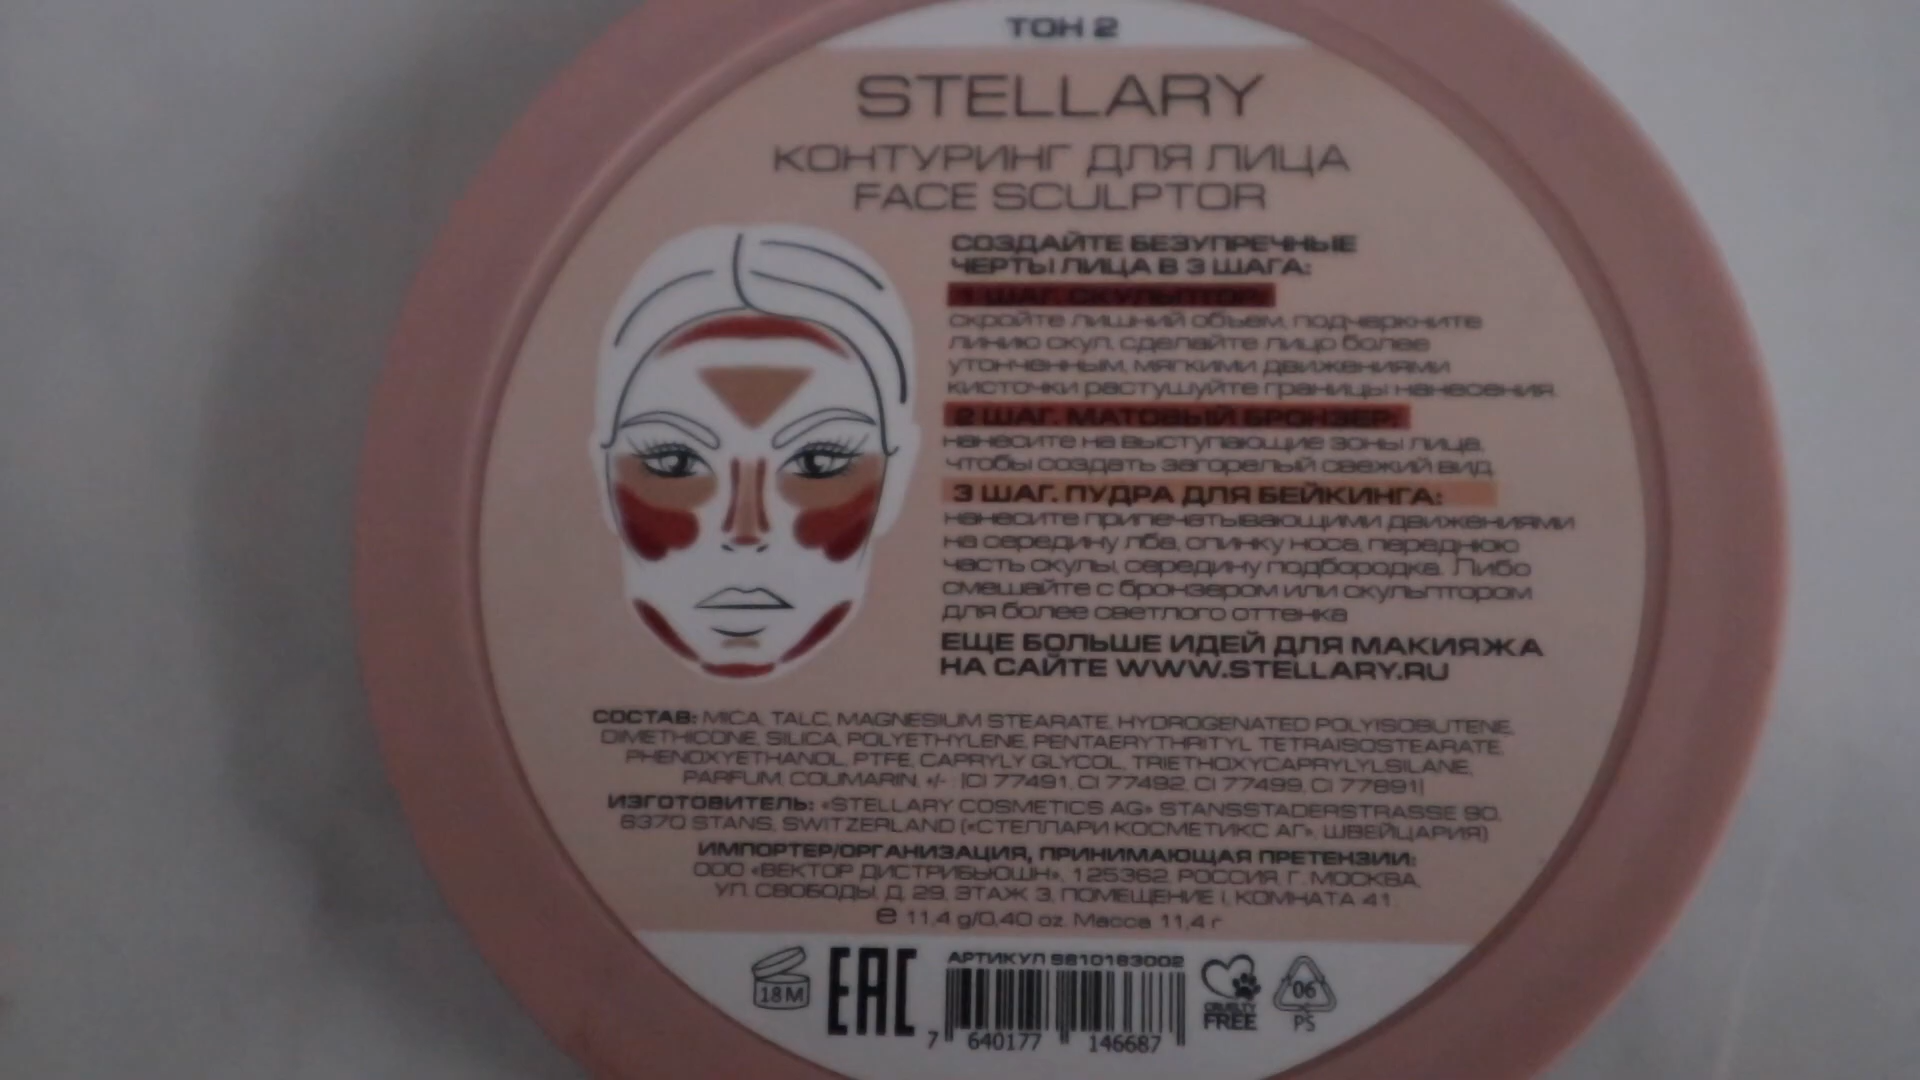 ТОН 2
STELLARY
КОНТУРИНГ ДЛЯ ЛИЦА
FACE SCULPTOR
СОЗДАЙТЕ БЕЗУПРЕЧНЫЕ
ЧЕРТЫ ЛИЦА В 3 ШАГА:
1 ШАГ. СКУЛЬПТОР:
скройте лишний объем, подчеркните
линию скул, сделайте лицо более
утонченным, мягкими движениями
кисточки растушуйте границы нанесения.
2 ШАГ. МАТОВЫЙ БРОНЗЕР:
нанесите на выступающие зоны лица,
чтобы создать загорелый свежий вид
3 ШАГ. ПУДРА ДЛЯ БЕЙКИНГА:
нанесите припечатывающими движениями
на середину лба, спинку носа, переднюю
часть скулы, середину подбородка. Либо
смешайте с бронзером или скульптором
для более светлого оттенка
ЕЩЕ БОЛЬШЕ ИДЕЙ ДЛЯ МАКИЯЖА
НА САЙТЕ WWW.STELLARY.RU
СОСТАВ: MICA, TALC, MAGNESIUM STEARATE, HYDROGENATED POLYISOBUTENE,
DIMETHICONE, SILICA, POLYETHYLENE, PENTAERYTHRITYL TETRAISOSTEARATE,
PHENOXYETHANOL, PTFE, CAPRYLY GLYCOL, TRIETHOXYCAPRYLYLSILANE,
PARFUM, COUMARIN, +/- [CI 77491, CI 77492, CI 77499, CI 77891]
ИЗГОТОВИТЕЛЬ: «STELLARY COSMETICS AG» STANSSTADERSTRASSE 90,
6370 STANS, SWITZERLAND («СТЕЛЛАРИ КОСМЕТИКС АГ», ШВЕЙЦАРИЯ)
ИМПОРТЕР/ОРГАНИЗАЦИЯ, ПРИНИМАЮЩАЯ ПРЕТЕНЗИИ:
ООО «ВЕКТОР ДИСТРИБЬЮШН», 125362, РОССИЯ, Г. МОСКВА,
УЛ. СВОБОДЫ, Д. 29, ЭТАЖ 3, ПОМЕЩЕНИЕ I, КОМНАТА 41
e 11,4 g/0,40 oz. Масса 11,4 г
18 M
EAC
АРТИКУЛ 9810183002
7 640177 146687
CRUELTY
FREE
06
PS